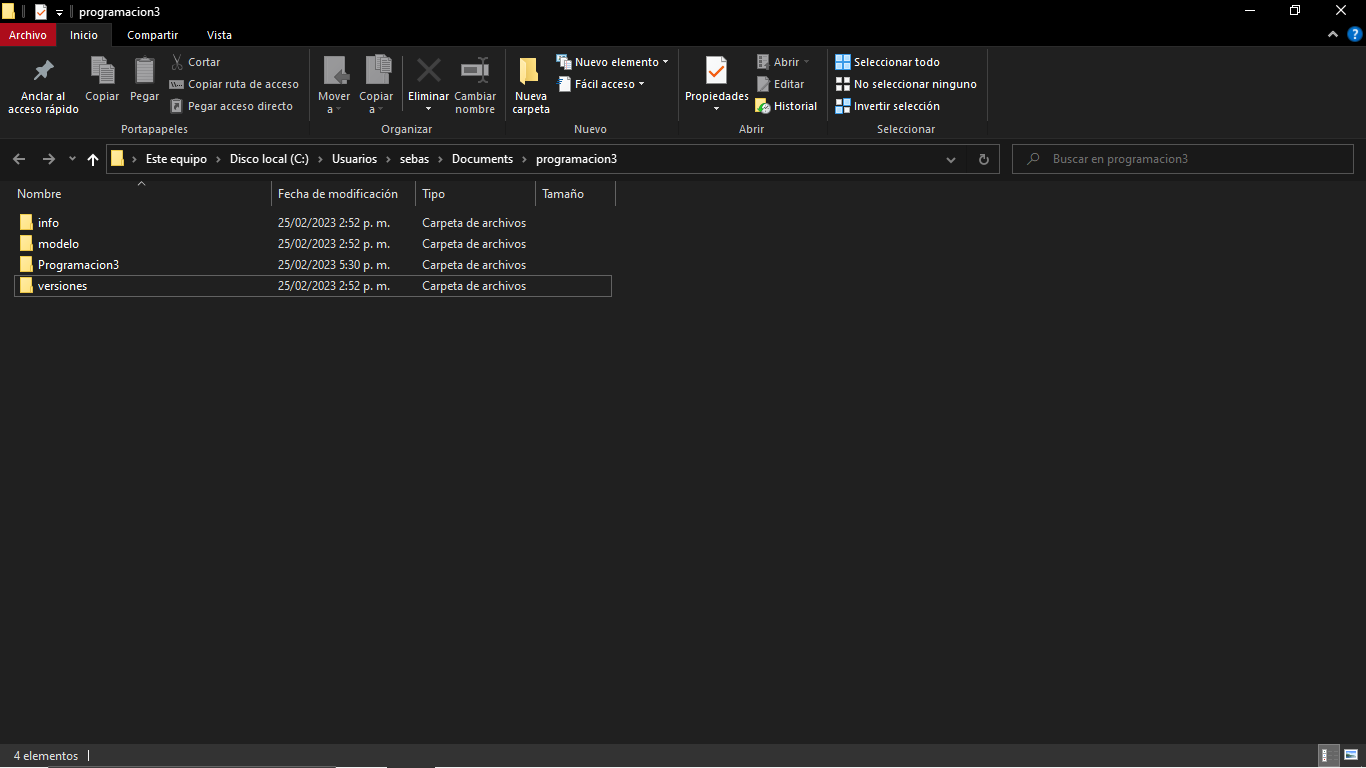 programacion3
Archivo Inicio Compartir Vista
Anclar al acceso rápido
Copiar
Pegar
Cortar
Copiar ruta de acceso
Pegar acceso directo
Portapapeles
Mover a
Copiar a
Eliminar
Cambiar nombre
Organizar
Nueva carpeta
Nuevo elemento
Fácil acceso
Nuevo
Propiedades
Abrir
Editar
Historial
Abrir
Seleccionar todo
No seleccionar ninguno
Invertir selección
Seleccionar
Este equipo > Disco local (C:) > Usuarios > sebas > Documents > programacion3
Buscar en programacion3
Nombre Fecha de modificación Tipo Tamaño
info 25/02/2023 2:52 p. m. Carpeta de archivos
modelo 25/02/2023 2:52 p. m. Carpeta de archivos
Programacion3 25/02/2023 5:30 p. m. Carpeta de archivos
versiones 25/02/2023 2:52 p. m. Carpeta de archivos
4 elementos